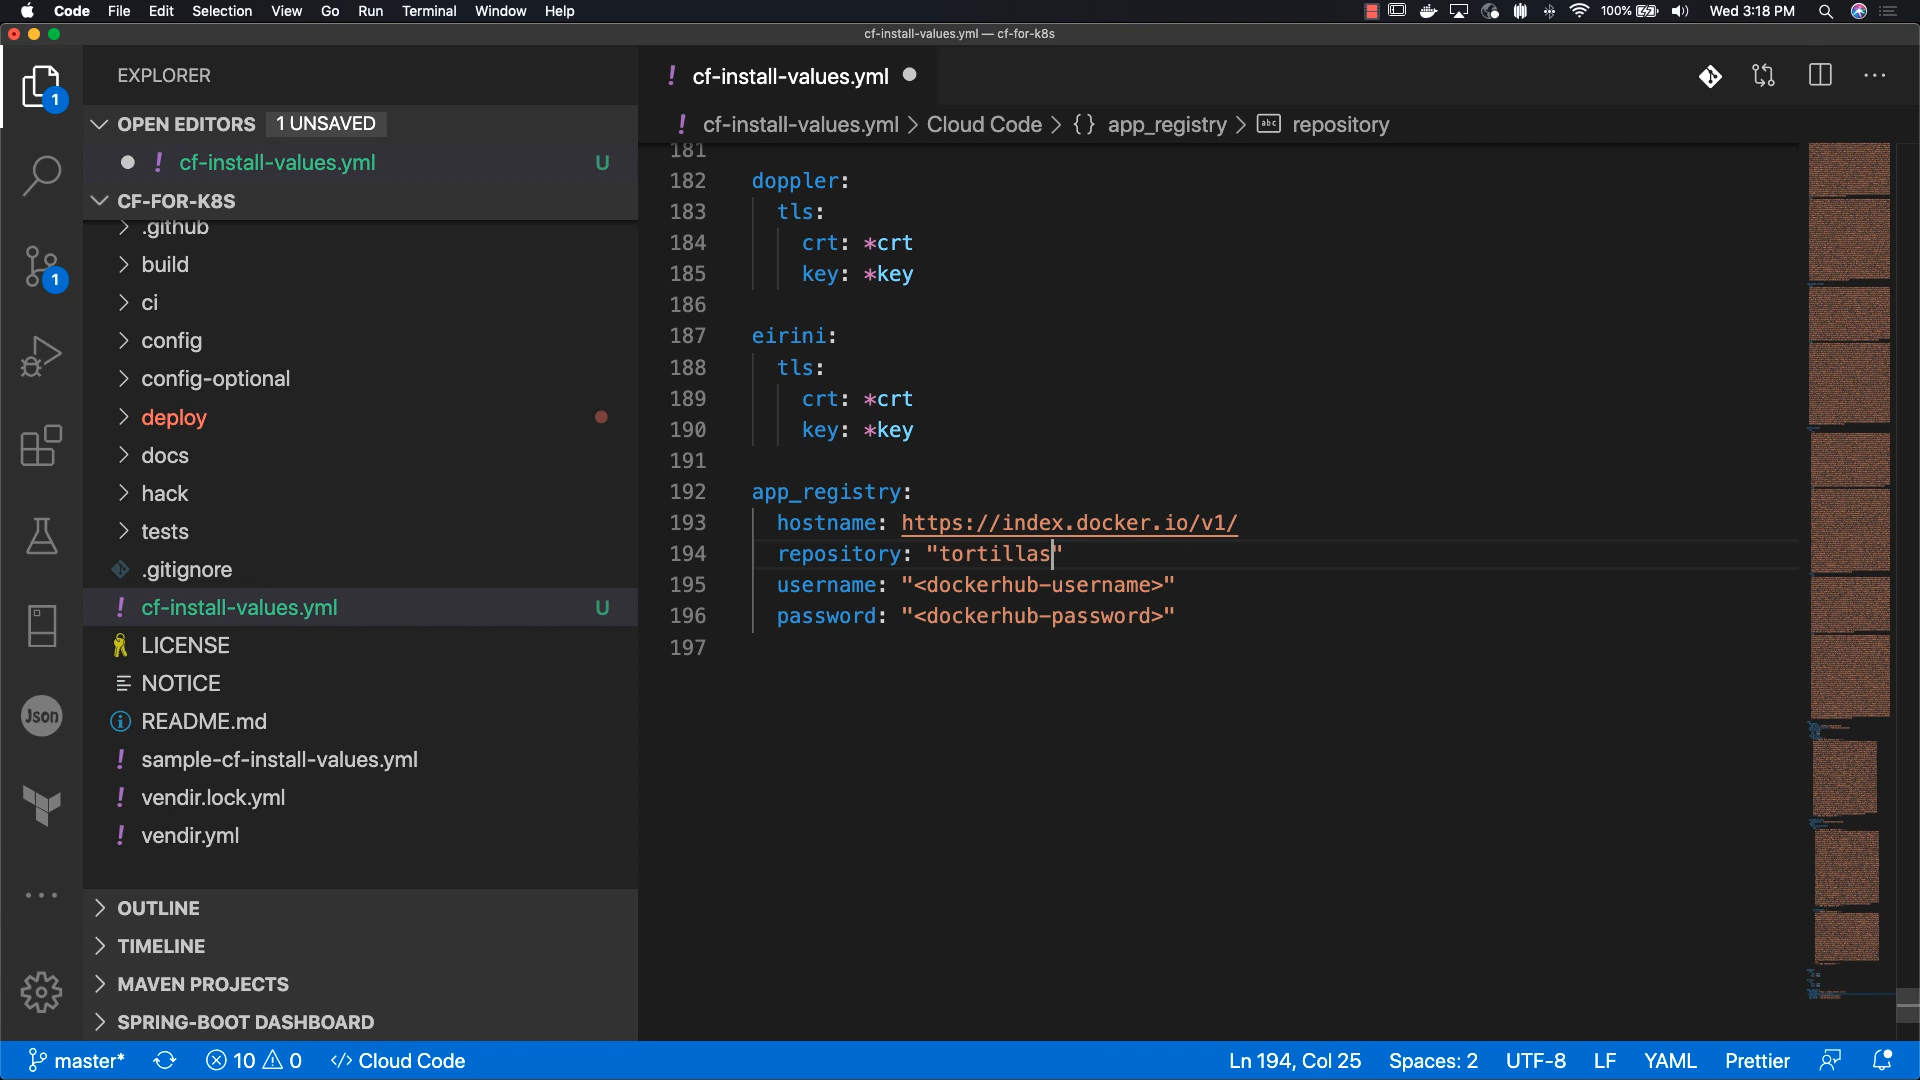 Code File Edit Selection View Go Run Terminal Window Help 100% Wed 3:18 PM
cf-install-values.yml — cf-for-k8s
EXPLORER
1
OPEN EDITORS 1 UNSAVED
! cf-install-values.yml U
CF-FOR-K8S
.github
build
1
ci
config
config-optional
deploy
docs
hack
tests
.gitignore
! cf-install-values.yml U
LICENSE
NOTICE
README.md
Json
! sample-cf-install-values.yml
! vendir.lock.yml
! vendir.yml
OUTLINE
TIMELINE
MAVEN PROJECTS
SPRING-BOOT DASHBOARD
! cf-install-values.yml
! cf-install-values.yml > Cloud Code > {} app_registry > abc repository
181
182 doppler:
183 tls:
184 crt: *crt
185 key: *key
186
187 eirini:
188 tls:
189 crt: *crt
190 key: *key
191
192 app_registry:
193 hostname: https://index.docker.io/v1/
194 repository: "tortillas"
195 username: "<dockerhub-username>"
196 password: "<dockerhub-password>"
197
master* 10 0 </> Cloud Code Ln 194, Col 25 Spaces: 2 UTF-8 LF YAML Prettier